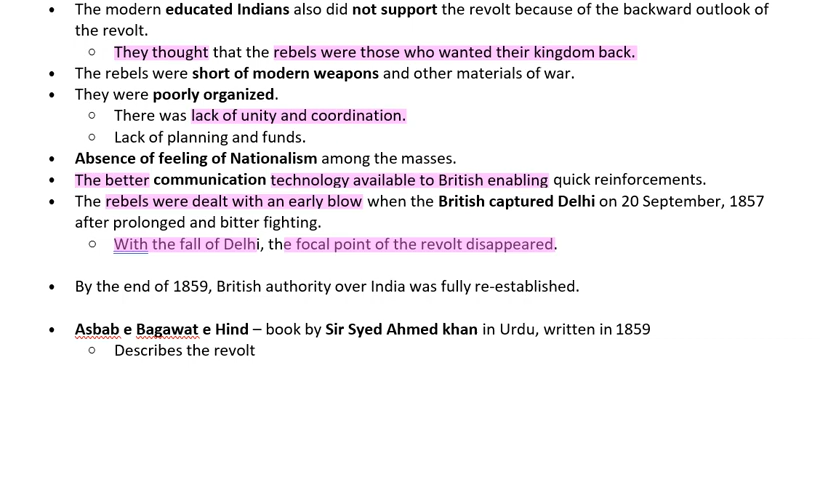 • The modern educated Indians also did not support the revolt because of the backward outlook of
the revolt.
○ They thought that the rebels were those who wanted their kingdom back.
• The rebels were short of modern weapons and other materials of war.
• They were poorly organized.
○ There was lack of unity and coordination.
○ Lack of planning and funds.
• Absence of feeling of Nationalism among the masses.
• The better communication technology available to British enabling quick reinforcements.
• The rebels were dealt with an early blow when the British captured Delhi on 20 September, 1857
after prolonged and bitter fighting.
○ With the fall of Delhi, the focal point of the revolt disappeared.
• By the end of 1859, British authority over India was fully re-established.
• Asbab e Bagawat e Hind – book by Sir Syed Ahmed khan in Urdu, written in 1859
○ Describes the revolt